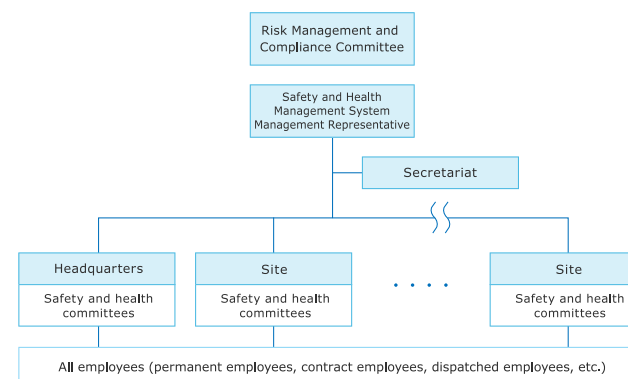 Risk Management and
Compliance Committee
Safety and Health
Management System
Management Representative
Secretariat
Headquarters
Safety and health
committees
Site
Safety and health
committees
Site
Safety and health
committees
All employees (permanent employees, contract employees, dispatched employees, etc.)